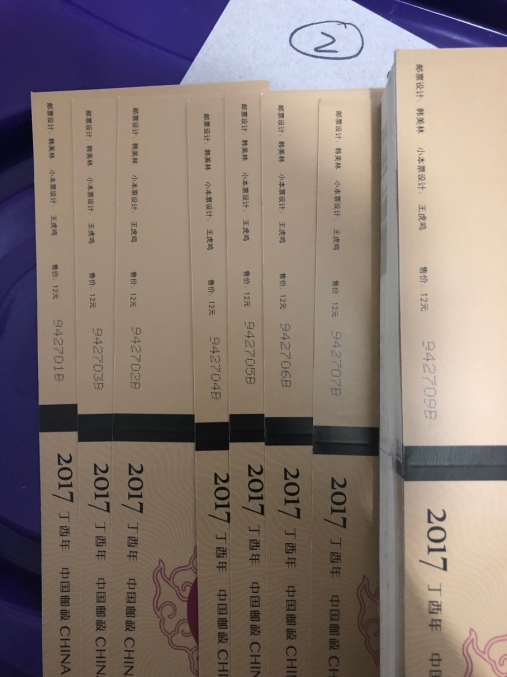 2
邮票设计：韩美林 小本票设计：王虎鸣 售价：12元 942701B
2017 丁酉年 中国邮政 CHINA
邮票设计：韩美林 小本票设计：王虎鸣 售价：12元 942703B
2017 丁酉年 中国邮政 CHINA
邮票设计：韩美林 小本票设计：王虎鸣 售价：12元 942702B
2017 丁酉年 中国邮政 CHINA
邮票设计：韩美林 小本票设计：王虎鸣 售价：12元 942704B
2017 丁酉年 中国邮政 CHI
邮票设计：韩美林 小本票设计：王虎鸣 售价：12元 942705B
2017 丁酉年 中国邮政 CHIN
邮票设计：韩美林 小本票设计：王虎鸣 售价：12元 942706B
2017 丁酉年 中国邮政 CHI
邮票设计：韩美林 小本票设计：王虎鸣 售价：12元 942707B
2017 丁酉年 中国邮政 C
邮票设计：韩美林 小本票设计：王虎鸣 售价：12元 942709B
2017 丁酉年 中